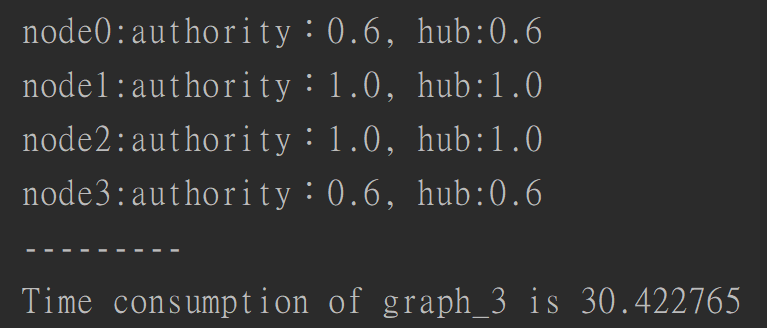 node0:authority：0.6, hub:0.6
node1:authority：1.0, hub:1.0
node2:authority：1.0, hub:1.0
node3:authority：0.6, hub:0.6
---------
Time consumption of graph_3 is 30.422765